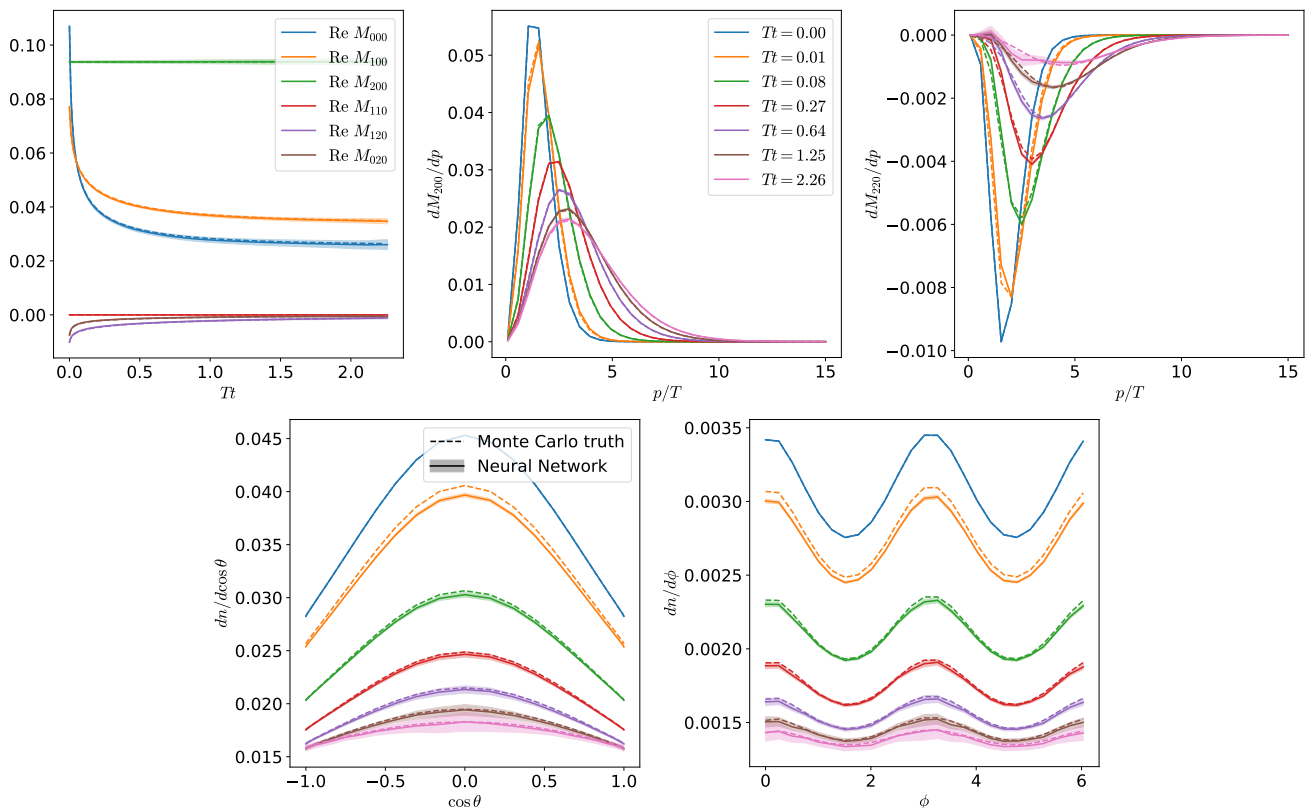 0.10
0.08
0.06
0.04
0.02
0.00
0.0 0.5 1.0 1.5 2.0
Tt
Re M₀₀₀
Re M₁₀₀
Re M₂₀₀
Re M₁₁₀
Re M₁₂₀
Re M₀₂₀
dM₂₀₀/dp
0.05
0.04
0.03
0.02
0.01
0.00
0 5 10 15
p/T
Tt = 0.00
Tt = 0.01
Tt = 0.08
Tt = 0.27
Tt = 0.64
Tt = 1.25
Tt = 2.26
dM₂₂₀/dp
0.000
−0.002
−0.004
−0.006
−0.008
−0.010
0 5 10 15
p/T
dn/dcos θ
0.045
0.040
0.035
0.030
0.025
0.020
0.015
−1.0 −0.5 0.0 0.5 1.0
cos θ
Monte Carlo truth
Neural Network
dn/dϕ
0.0035
0.0030
0.0025
0.0020
0.0015
0 2 4 6
ϕ